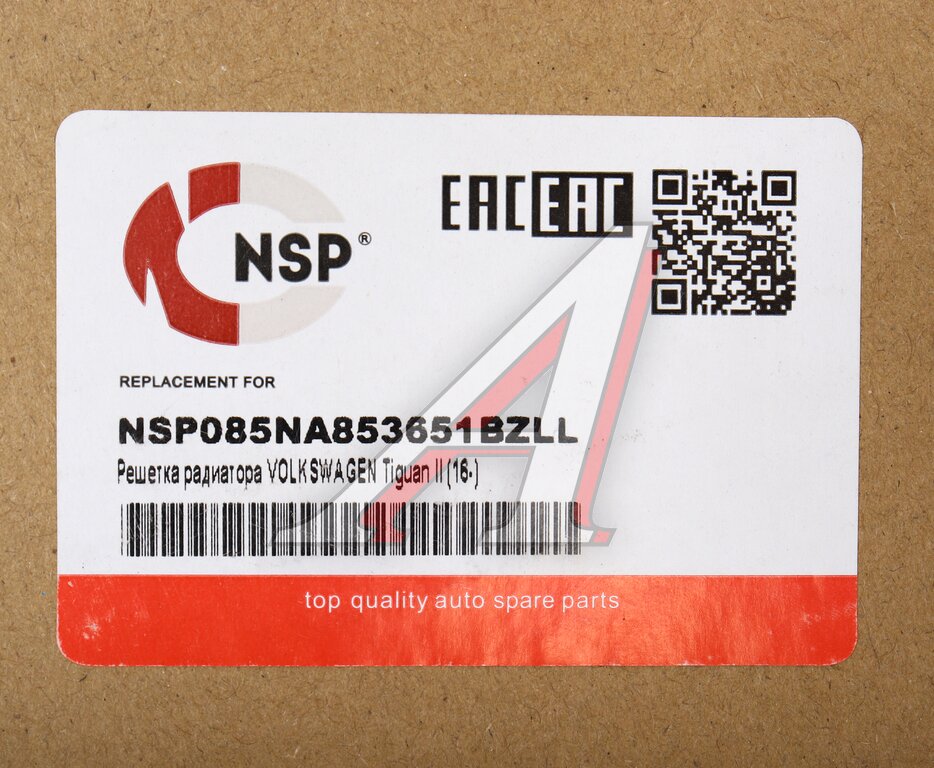 NSP®
EAC EAC
REPLACEMENT FOR
NSP085NA853651BZLL
Решетка радиатора VOLKSWAGEN Tiguan II (16-)
top quality auto spare parts